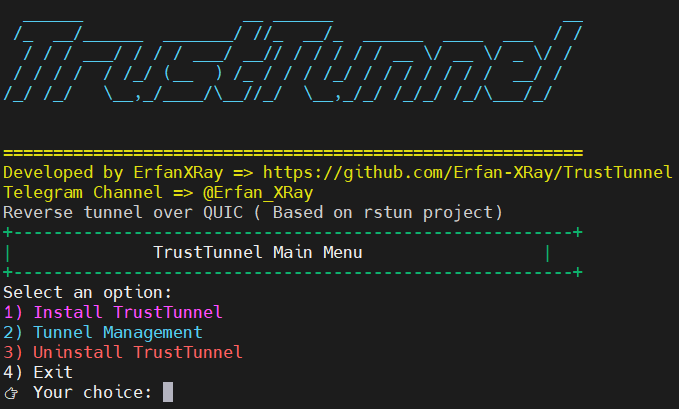 TrustTunnel
==========================================================
Developed by ErfanXRay => https://github.com/Erfan-XRay/TrustTunnel
Telegram Channel => @Erfan_XRay
Reverse tunnel over QUIC ( Based on rstun project)
+--------------------------------------------------------+
| TrustTunnel Main Menu |
+--------------------------------------------------------+
Select an option:
1) Install TrustTunnel
2) Tunnel Management
3) Uninstall TrustTunnel
4) Exit
👉 Your choice: